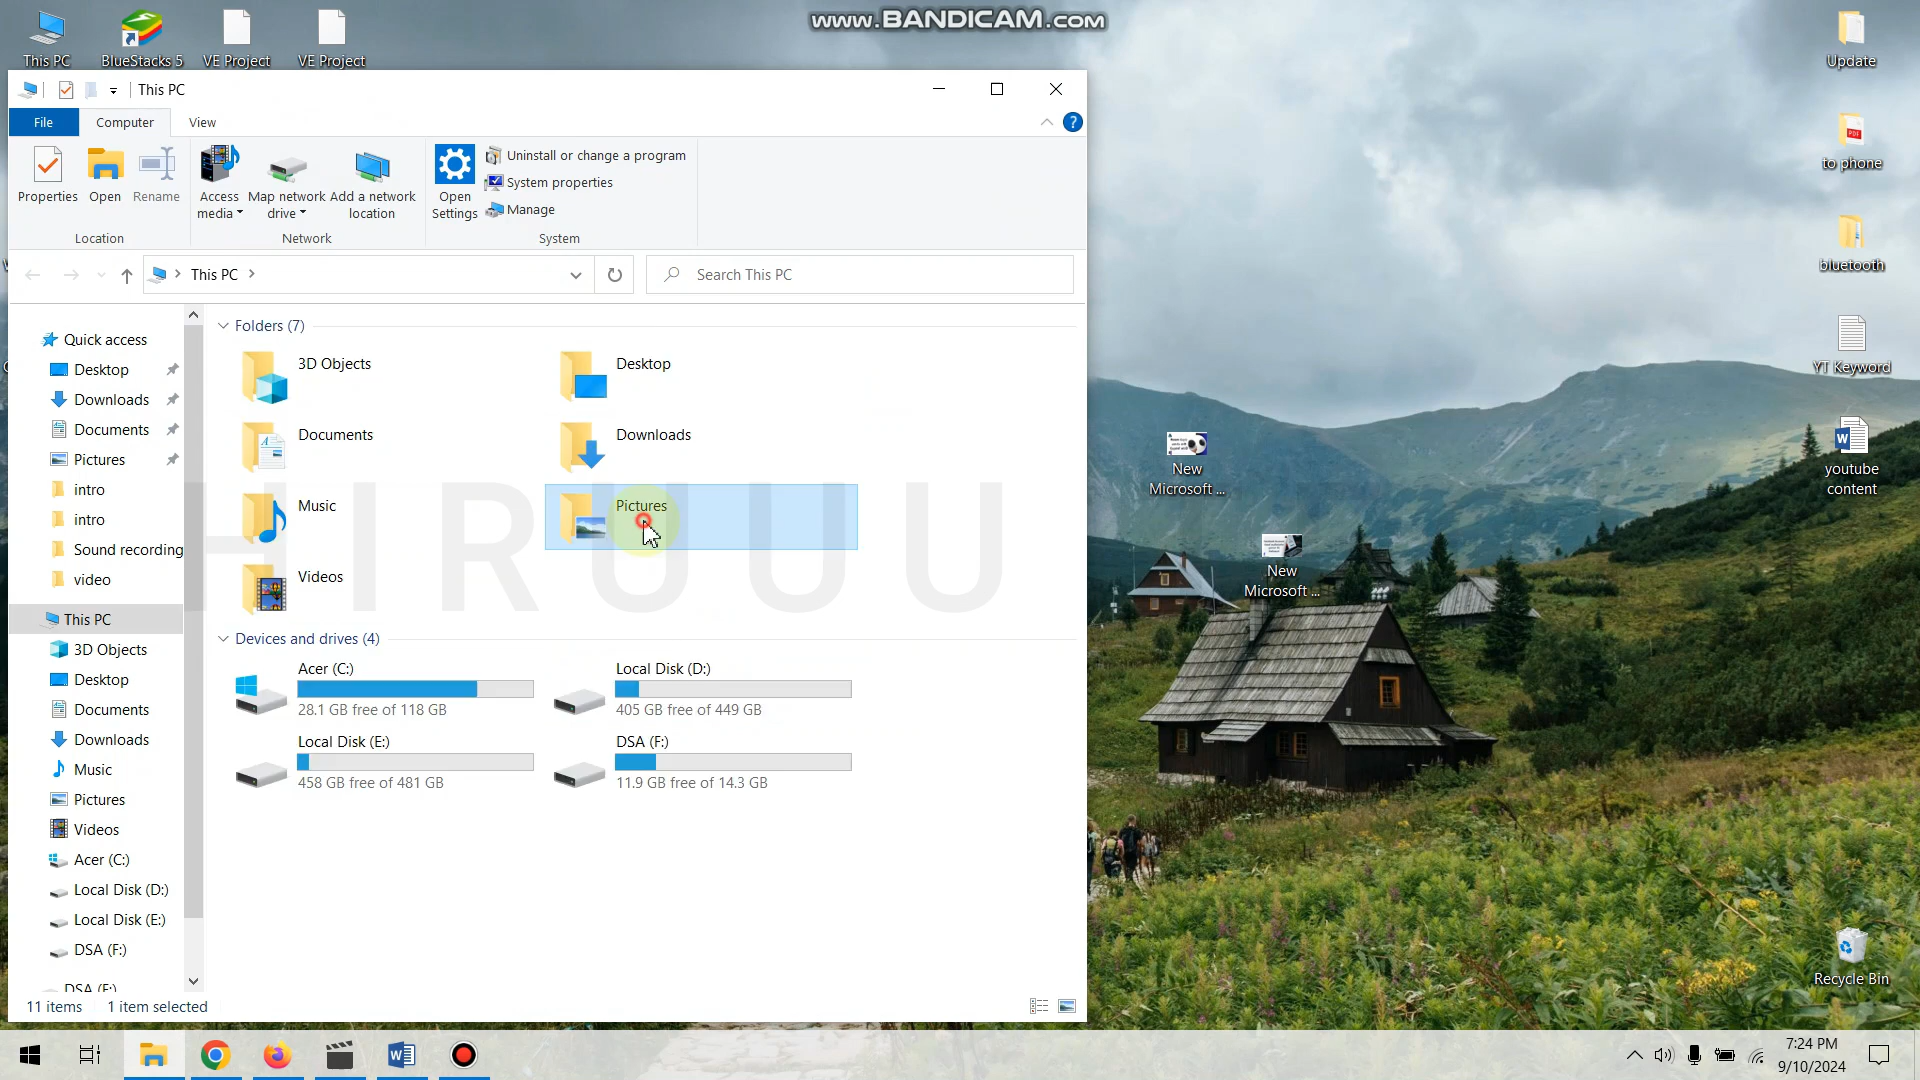 www.BANDICAM.com
This PC
BlueStacks 5
VE Project
VE Project
Update
This PC
File
Computer
View
Properties
Open
Rename
Access media
Map network drive
Add a network location
Open Settings
Uninstall or change a program
System properties
Manage
Location
Network
System
This PC
Search This PC
Quick access
Desktop
Downloads
Documents
Pictures
intro
intro
Sound recording
video
This PC
3D Objects
Desktop
Documents
Downloads
Music
Pictures
Videos
Acer (C:)
Local Disk (D:)
Local Disk (E:)
DSA (F:)
DSA (F:)
Folders (7)
3D Objects
Desktop
Documents
Downloads
Music
Pictures
Videos
HIRUUU
Devices and drives (4)
Acer (C:)
28.1 GB free of 118 GB
Local Disk (D:)
405 GB free of 449 GB
Local Disk (E:)
458 GB free of 481 GB
DSA (F:)
11.9 GB free of 14.3 GB
11 items
1 item selected
to phone
bluetooth
YT Keyword
youtube
content
New
Microsoft ...
New
Microsoft ...
Recycle Bin
7:24 PM
9/10/2024